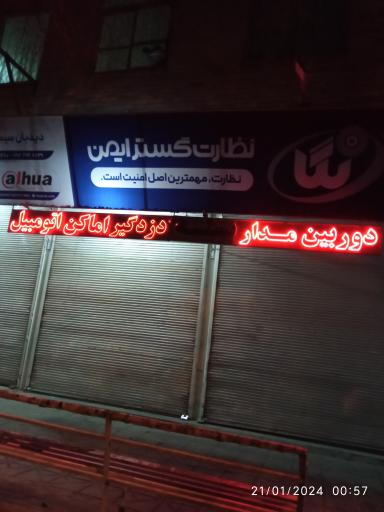 نظارت گستر ایمن
نظارت، مهمترین اصل امنیت است.
نگا
alhua
دوربین مدار
دزدگیر اماکن اتومبیل
21/01/2024 00:57